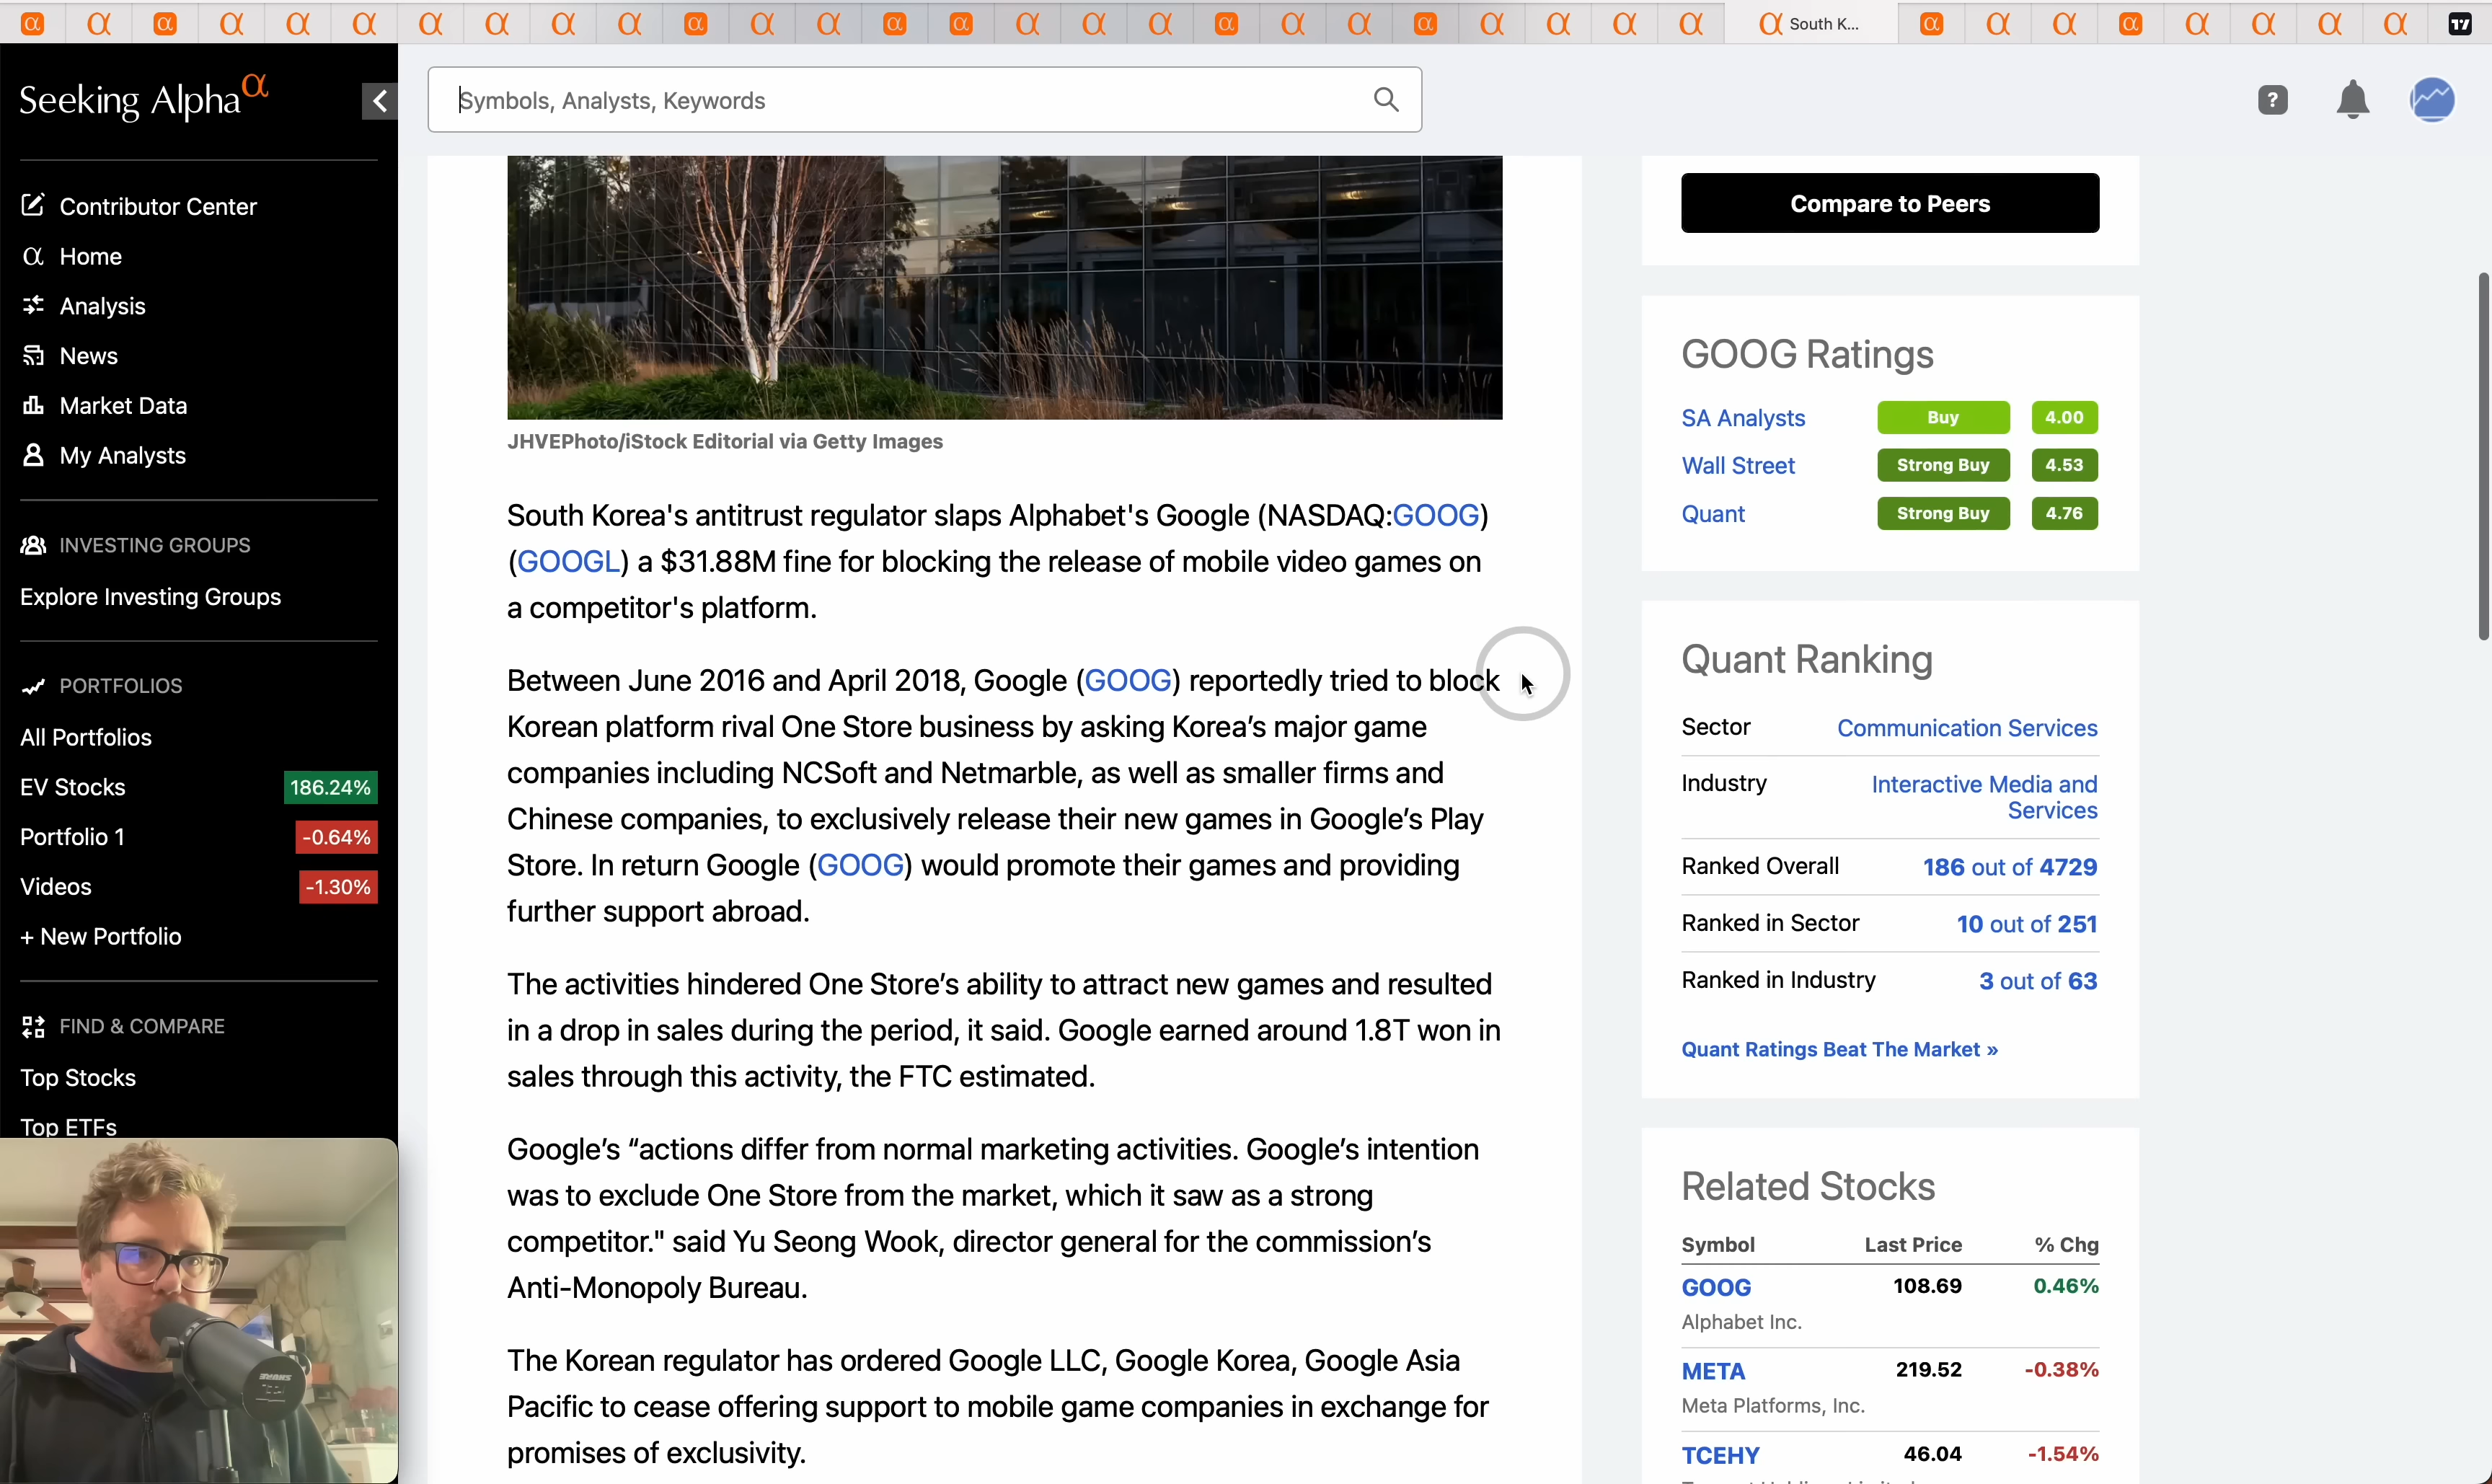 South K...
Seeking Alpha α
Symbols, Analysts, Keywords
?
Contributor Center
Home
Analysis
News
Market Data
My Analysts
INVESTING GROUPS
Explore Investing Groups
PORTFOLIOS
All Portfolios
EV Stocks 186.24%
Portfolio 1 -0.64%
Videos -1.30%
+ New Portfolio
FIND & COMPARE
Top Stocks
Top ETFs
JHVEPhoto/iStock Editorial via Getty Images
South Korea's antitrust regulator slaps Alphabet's Google (NASDAQ:GOOG)
(GOOGL) a $31.88M fine for blocking the release of mobile video games on
a competitor's platform.
Between June 2016 and April 2018, Google (GOOG) reportedly tried to block
Korean platform rival One Store business by asking Korea’s major game
companies including NCSoft and Netmarble, as well as smaller firms and
Chinese companies, to exclusively release their new games in Google’s Play
Store. In return Google (GOOG) would promote their games and providing
further support abroad.
The activities hindered One Store’s ability to attract new games and resulted
in a drop in sales during the period, it said. Google earned around 1.8T won in
sales through this activity, the FTC estimated.
Google’s “actions differ from normal marketing activities. Google’s intention
was to exclude One Store from the market, which it saw as a strong
competitor." said Yu Seong Wook, director general for the commission’s
Anti-Monopoly Bureau.
The Korean regulator has ordered Google LLC, Google Korea, Google Asia
Pacific to cease offering support to mobile game companies in exchange for
promises of exclusivity.
Compare to Peers
GOOG Ratings
SA Analysts Buy 4.00
Wall Street Strong Buy 4.53
Quant Strong Buy 4.76
Quant Ranking
Sector Communication Services
Industry Interactive Media and
Services
Ranked Overall 186 out of 4729
Ranked in Sector 10 out of 251
Ranked in Industry 3 out of 63
Quant Ratings Beat The Market »
Related Stocks
Symbol Last Price % Chg
GOOG 108.69 0.46%
Alphabet Inc.
META 219.52 -0.38%
Meta Platforms, Inc.
TCEHY 46.04 -1.54%